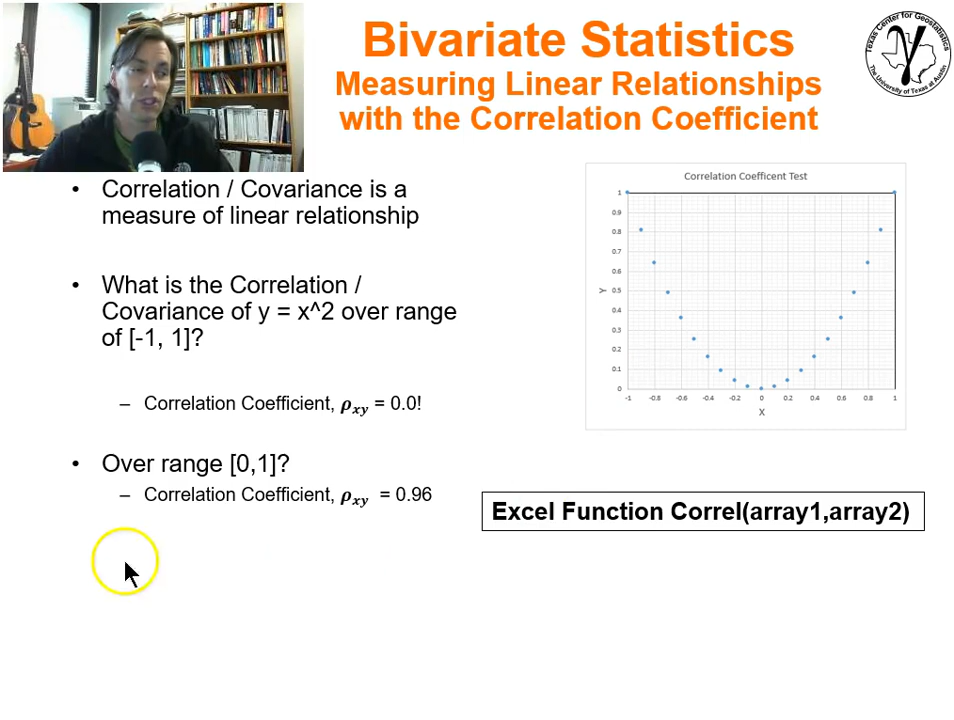 Bivariate Statistics
Measuring Linear Relationships
with the Correlation Coefficient
Texas Center for Geostatistics
The University of Texas at Austin
• Correlation / Covariance is a
measure of linear relationship
• What is the Correlation /
Covariance of y = x^2 over range
of [-1, 1]?
– Correlation Coefficient, ρxy = 0.0!
• Over range [0,1]?
– Correlation Coefficient, ρxy = 0.96
Correlation Coefficent Test
1
0.9
0.8
0.7
0.6
0.5
0.4
0.3
0.2
0.1
0
Y
-1 -0.8 -0.6 -0.4 -0.2 0 0.2 0.4 0.6 0.8 1
X
Excel Function Correl(array1,array2)